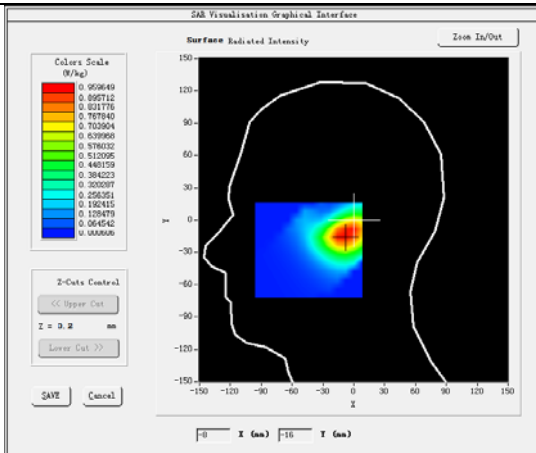 SAR Visualisation Graphical Interface
Surface Radiated Intensity
Zoom In/Out
Colors Scale
(W/kg)
0.959649
0.895712
0.831776
0.767840
0.703904
0.639968
0.576032
0.512095
0.448159
0.384223
0.320287
0.256351
0.192415
0.128479
0.064542
0.000606
150
120
90
60
30
0
-30
-60
-90
-120
-150
Y
-150 -120 -90 -60 -30 0 30 60 90 120 150
X
Z-Cuts Control
<< Upper Cut
Z = 3.2 mm
Lower Cut >>
SAVE Cancel
-8 X (mm) -16 Y (mm)